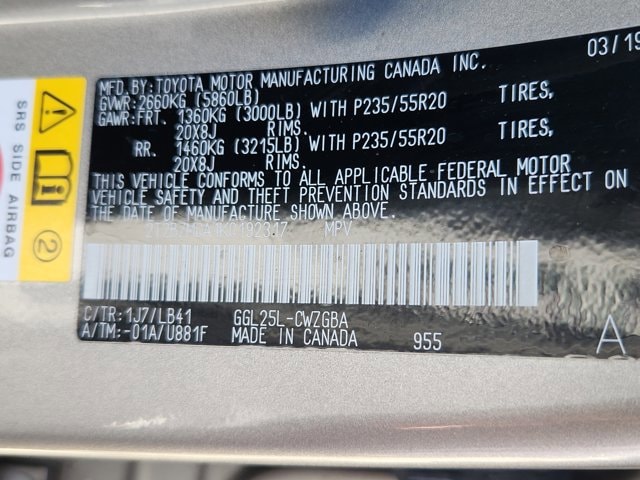 03/19
MFD. BY: TOYOTA MOTOR MANUFACTURING CANADA INC.
GVWR: 2660KG (5860LB)
GAWR: FRT. 1360KG (3000LB) WITH P235/55R20 TIRES,
20X8J RIMS.
RR. 1460KG (3215LB) WITH P235/55R20 TIRES,
20X8J RIMS.
THIS VEHICLE CONFORMS TO ALL APPLICABLE FEDERAL MOTOR
VEHICLE SAFETY AND THEFT PREVENTION STANDARDS IN EFFECT ON
THE DATE OF MANUFACTURE SHOWN ABOVE.
MPV
C/TR: 1J7/LB41 GGL25L-CWZGBA
A/TM: -01A/U881F MADE IN CANADA 955 A
SRS SIDE AIRBAG
2